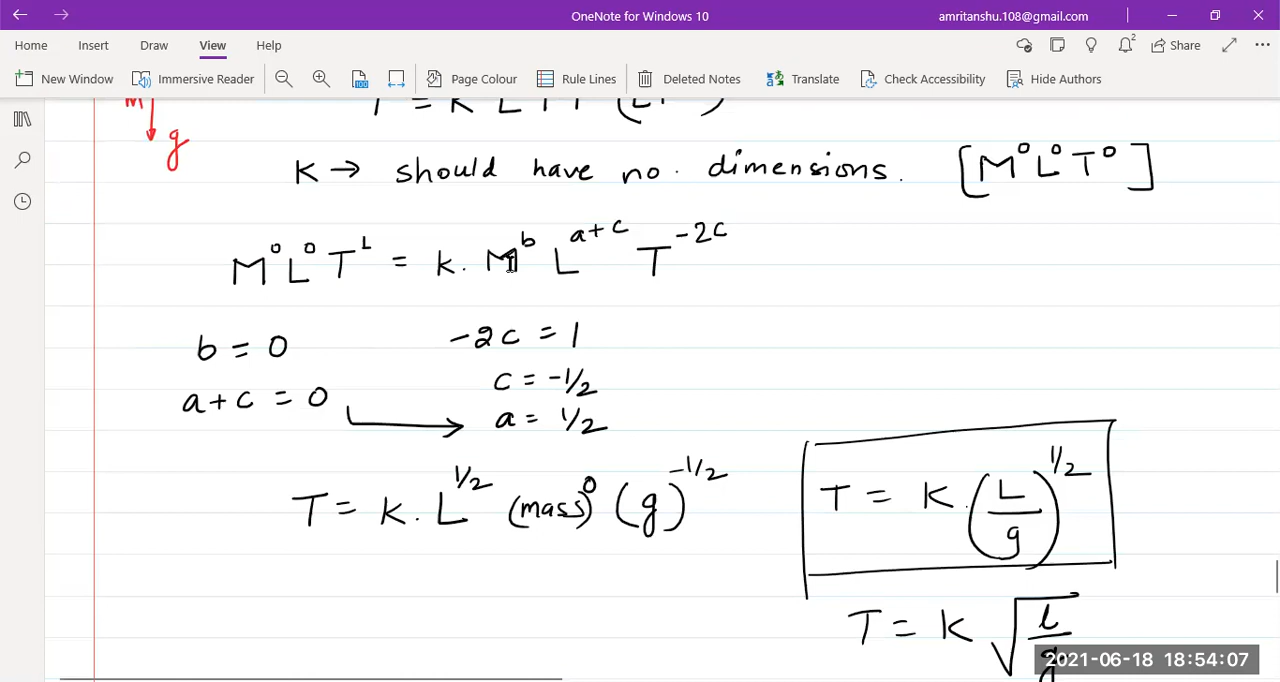 OneNote for Windows 10
amritanshu.108@gmail.com
Home Insert Draw View Help
Share
New Window Immersive Reader 100 Page Colour Rule Lines Deleted Notes Translate Check Accessibility Hide Authors
g
K → should have no. dimensions. [M⁰L⁰T⁰]
M⁰L⁰T¹ = k. Mᵇ Lᵃ⁺ᶜ T⁻²ᶜ
b = 0
-2c = 1
a+c = 0
c = -1/2
a = 1/2
T = k. L^1/2 (mass)⁰ (g)^-1/2
T = K. (L/g)^1/2
T = K √(l/g)
2021-06-18 18:54:07